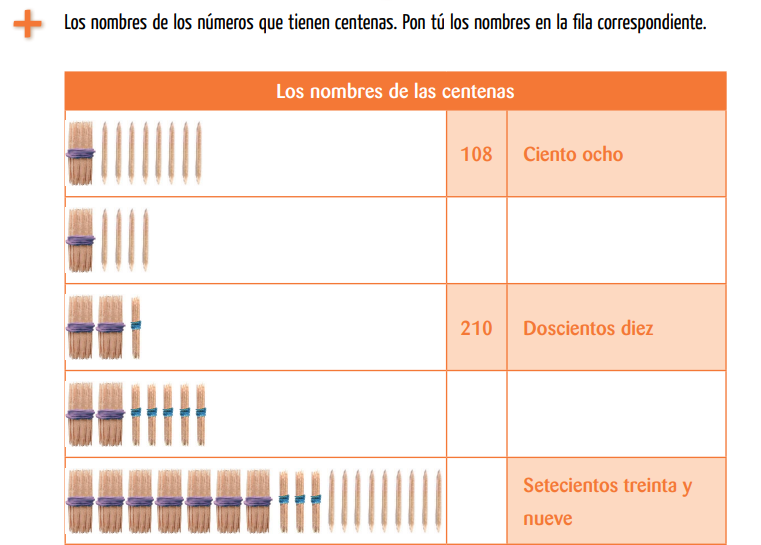 Los nombres de los números que tienen centenas. Pon tú los nombres en la fila correspondiente.
Los nombres de las centenas
108 Ciento ocho
210 Doscientos diez
Setecientos treinta y
nueve